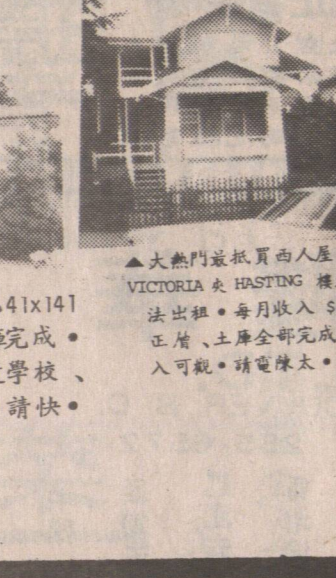 ▲大熱門最抵買西人屋
VICTORIA 夾 HASTING 樓
法出租•每月收入 $
正層、土庫全部完成
入可觀•請電陳太•
41x141
完成•
學校、
請快•